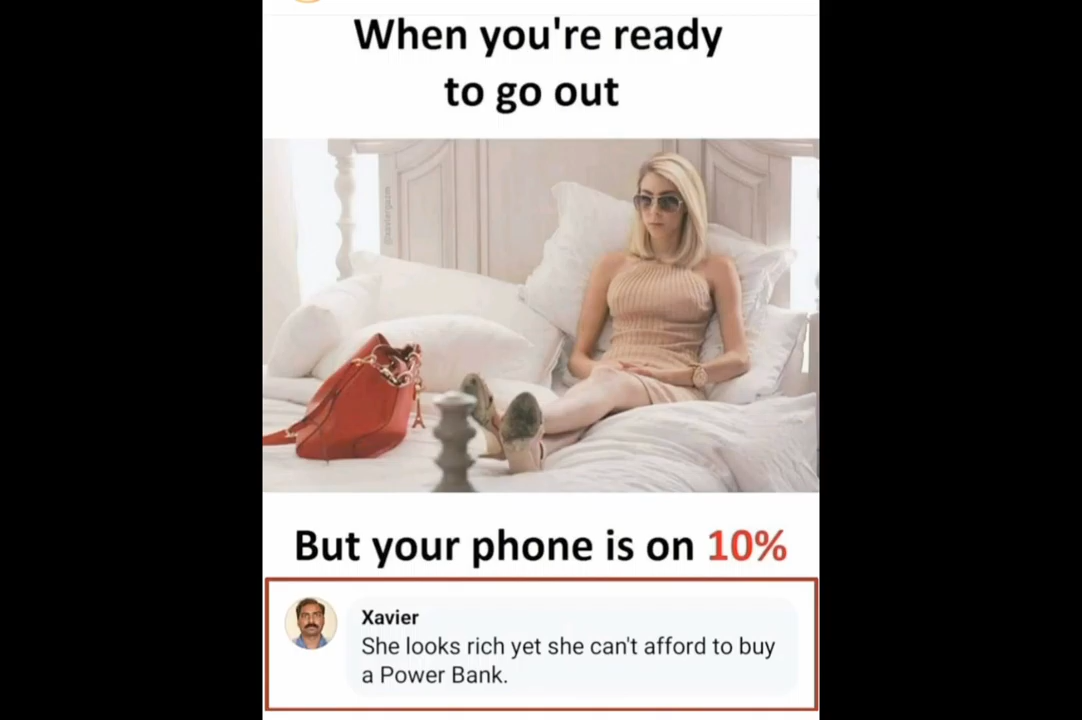 When you're ready
to go out
But your phone is on 10%
Xavier
She looks rich yet she can't afford to buy
a Power Bank.